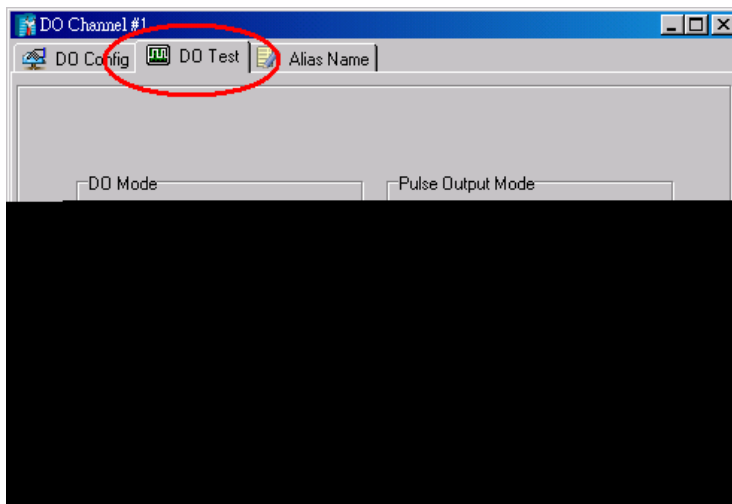 DO Channel #1
DO Config DO Test Alias Name
DO Mode Pulse Output Mode